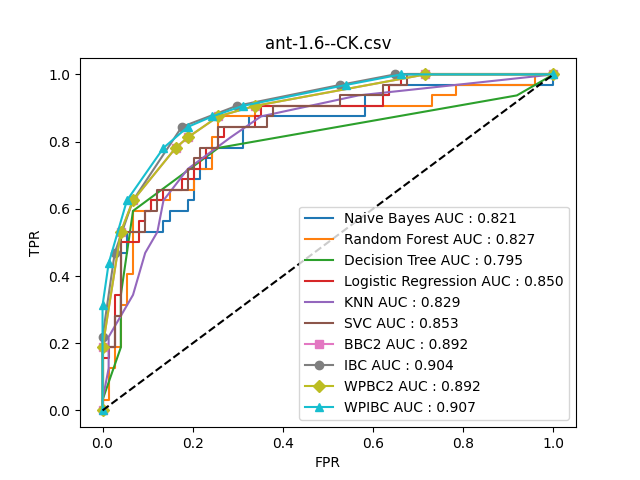 ant-1.6--CK.csv
TPR
1.0
0.8
0.6
0.4
0.2
0.0
Naive Bayes AUC : 0.821
Random Forest AUC : 0.827
Decision Tree AUC : 0.795
Logistic Regression AUC : 0.850
KNN AUC : 0.829
SVC AUC : 0.853
BBC2 AUC : 0.892
IBC AUC : 0.904
WPBC2 AUC : 0.892
WPIBC AUC : 0.907
0.0 0.2 0.4 0.6 0.8 1.0
FPR